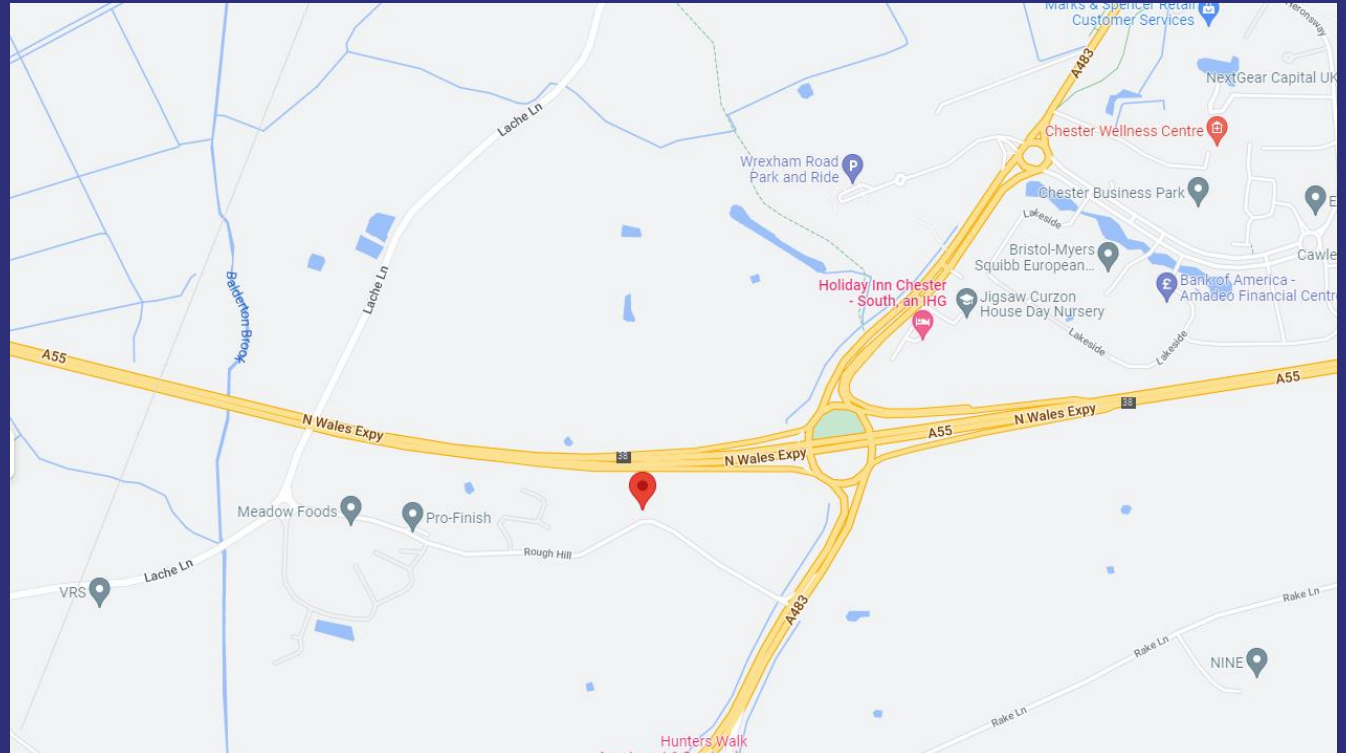 Marks & Spencer Retail
Customer Services
Heronsway
A483
NextGear Capital UK
Lache Ln
Chester Wellness Centre
Wrexham Road
Park and Ride
P
Chester Business Park
E
Lakeside
Bristol-Myers
Squibb European...
Cawle
Balderton Brook
Lache Ln
Holiday Inn Chester
- South, an IHG
Jigsaw Curzon
House Day Nursery
£
Bank of America -
Amadeo Financial Centr
Lakeside
Lakeside
A55
A55
38
N Wales Expy
N Wales Expy
A55
38
N Wales Expy
Meadow Foods
Pro-Finish
Rough Hill
Lache Ln
VRS
A483
Rake Ln
Rake Ln
NINE
Rake Ln
Hunters Walk